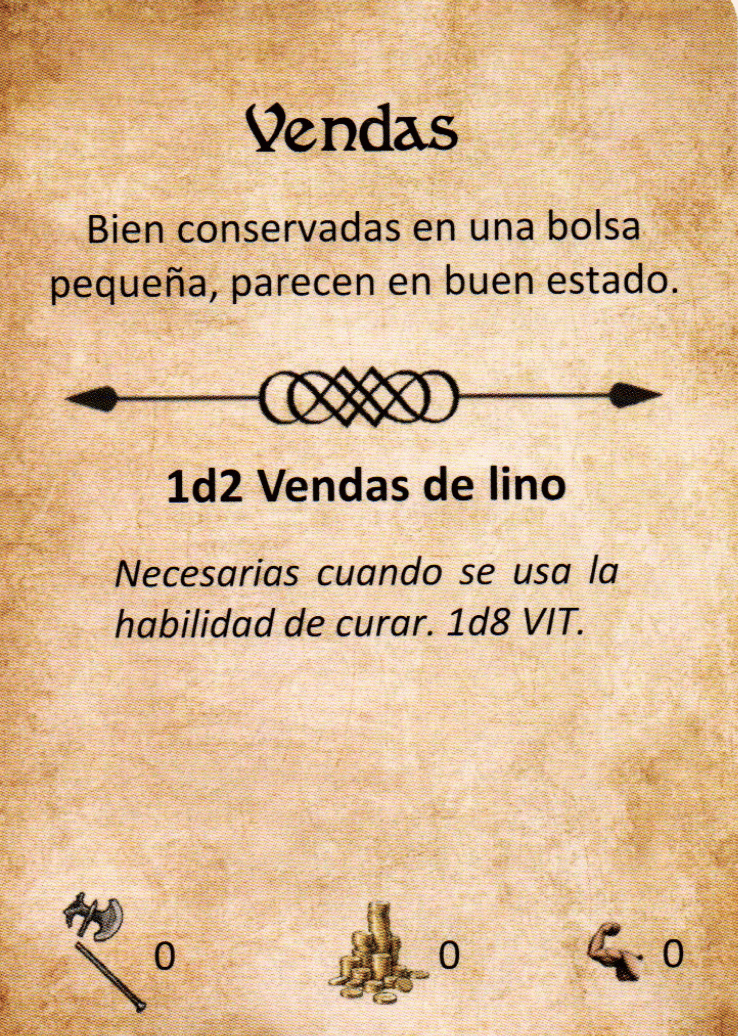 Vendas
Bien conservadas en una bolsa
pequeña, parecen en buen estado.
1d2 Vendas de lino
Necesarias cuando se usa la
habilidad de curar. 1d8 VIT.
0 0 0